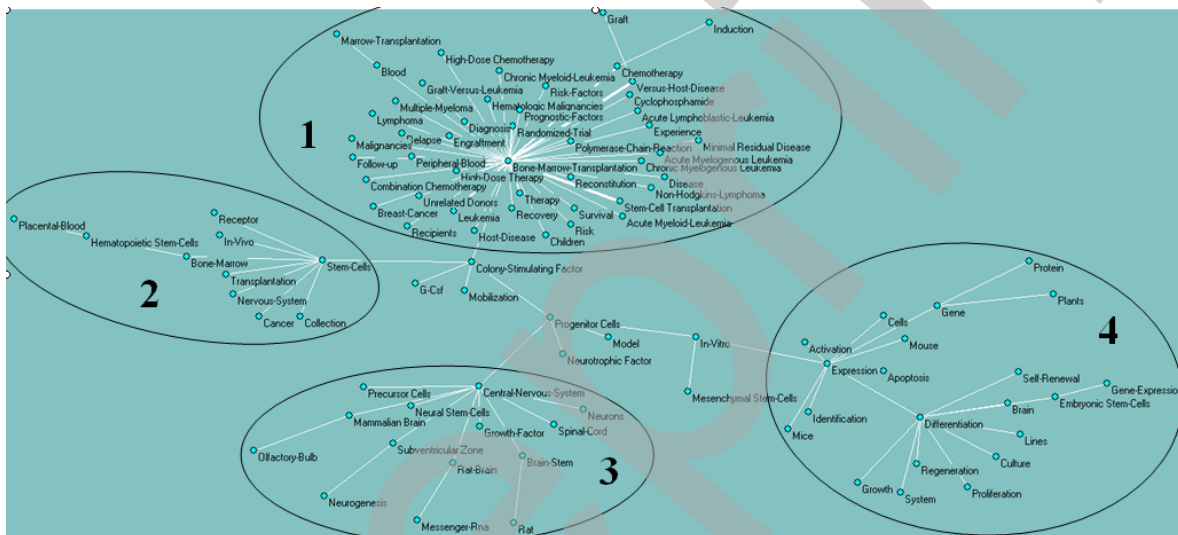 Graft
Induction
Marrow-Transplantation
High-Dose Chemotherapy
Blood
Chronic Myeloid-Leukemia
Chemotherapy
Graft-Versus-Leukemia
Risk-Factors
Versus-Host-Disease
Multiple-Myeloma
Hematologic Malignancies
Cyclophosphamide
Lymphoma
Prognostic-Factors
Acute Lymphoblastic-Leukemia
Diagnosis
Randomized-Trial
Experience
Relapse
Engraftment
Malignancies
Polymerase-Chain-Reaction
Minimal Residual Disease
1
Follow-up
Peripheral-Blood
Bone-Marrow-Transplantation
Acute Myelogenous Leukemia
Chronic Myelogenous Leukemia
Hinh-Dose Therapy
Combination Chemotherapy
Reconstitution
Disease
Unrelated Donors
Therapy
Non-Hodgkins-Lymphoma
Breast-Cancer
Leukemia
Recovery
Survival
Stem-Cell Transplantation
Recipients
Host-Disease
Risk
Acute Myeloid-Leukemia
Children
Placental-Blood
Receptor
Hematopoietic Stem-Cells
In-Vivo
Bone-Marrow
Stem-Cells
Colony-Stimulating Factor
2
Transplantation
G-Csf
Mobilization
Nervous-System
Cancer
Collection
Protein
Plants
Gene
Cells
4
Progenitor Cells
Model
In-Vitro
Activation
Mouse
Neurotrophic Factor
Expression
Apoptosis
Self-Renewal
Gene-Expression
Precursor Cells
Central-Nervous-System
Mesenchymal Stem-Cells
Embryonic Stem-Cells
Brain
Neural Stem-Cells
Neurons
Identification
Differentiation
Mammalian Brain
Growth-Factor
Spinal-Cord
Mice
Lines
Olfactory-Bulb
Subventricular Zone
Rat-Brain
Brain-Stem
3
Regeneration
Culture
Neurogenesis
Growth
System
Proliferation
Messenger-Rna
Rat